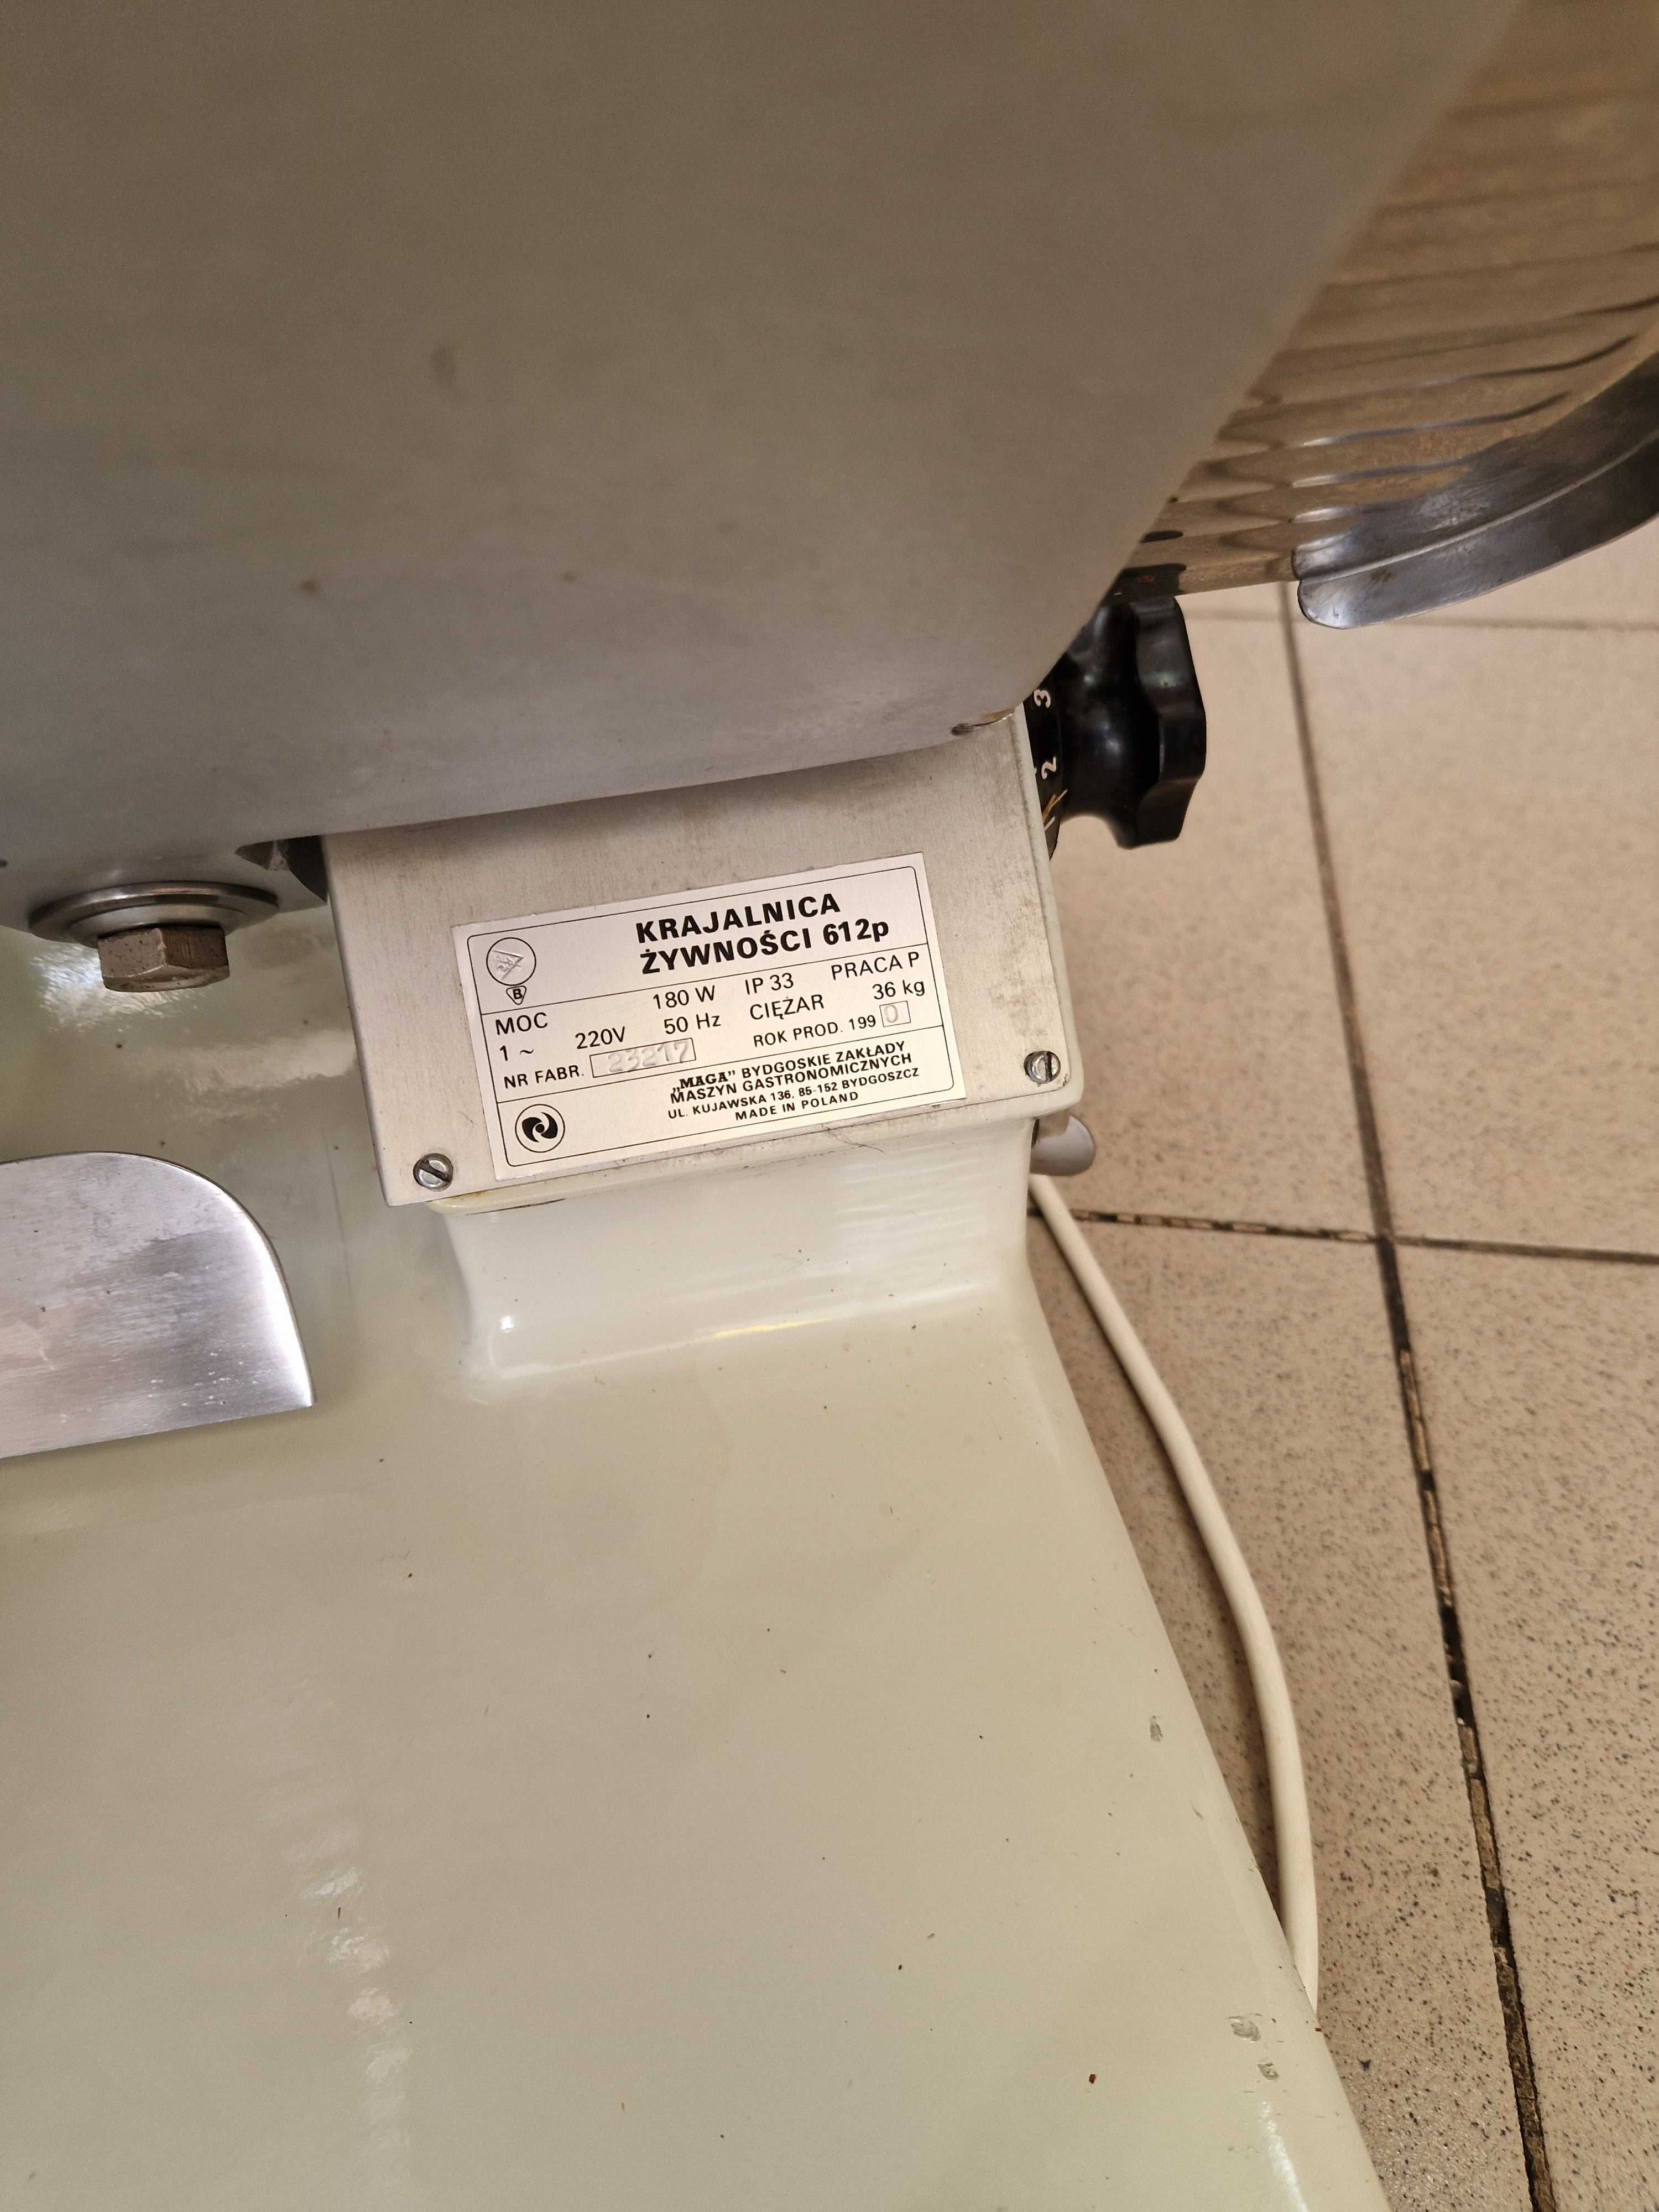 3
2
KRAJALNICA
ŻYWNOŚCI 612p
B
MOC 180 W IP 33 PRACA P
1 ~ 220V 50 Hz CIĘŻAR 36 kg
NR FABR. 23217 ROK PROD. 1990
„MAGA" BYDGOSKIE ZAKŁADY
MASZYN GASTRONOMICZNYCH
UL. KUJAWSKA 136, 85-152 BYDGOSZCZ
MADE IN POLAND